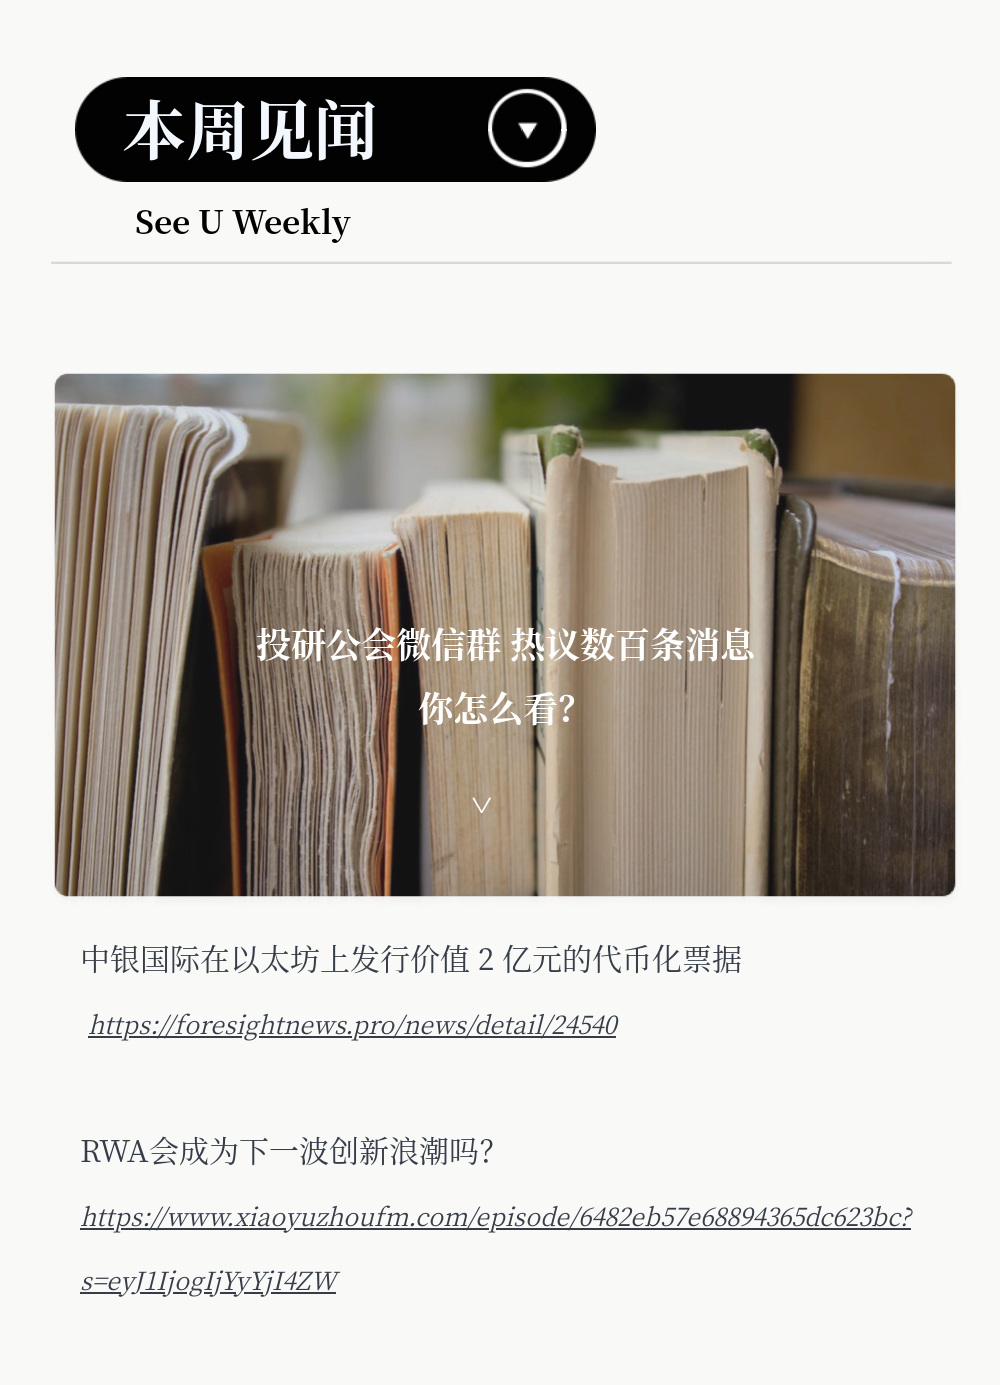 本周见闻
See U Weekly
投研公会微信群 热议数百条消息
你怎么看？
中银国际在以太坊上发行价值 2 亿元的代币化票据
https://foresightnews.pro/news/detail/24540
RWA会成为下一波创新浪潮吗？
https://www.xiaoyuzhoufm.com/episode/6482eb57e68894365dc623bc?
s=eyJ1IjogIjYyYjI4ZW